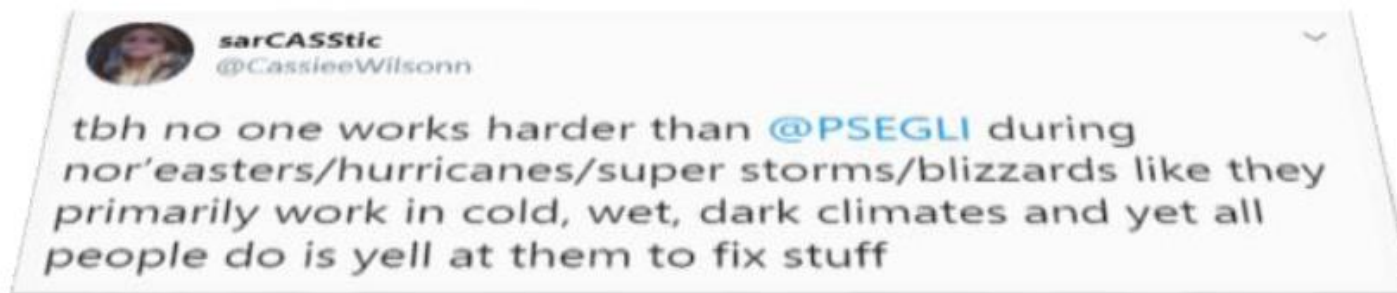 sarCASStic
@CassieeWilsonn
tbh no one works harder than @PSEGLI during
nor'easters/hurricanes/super storms/blizzards like they
primarily work in cold, wet, dark climates and yet all
people do is yell at them to fix stuff